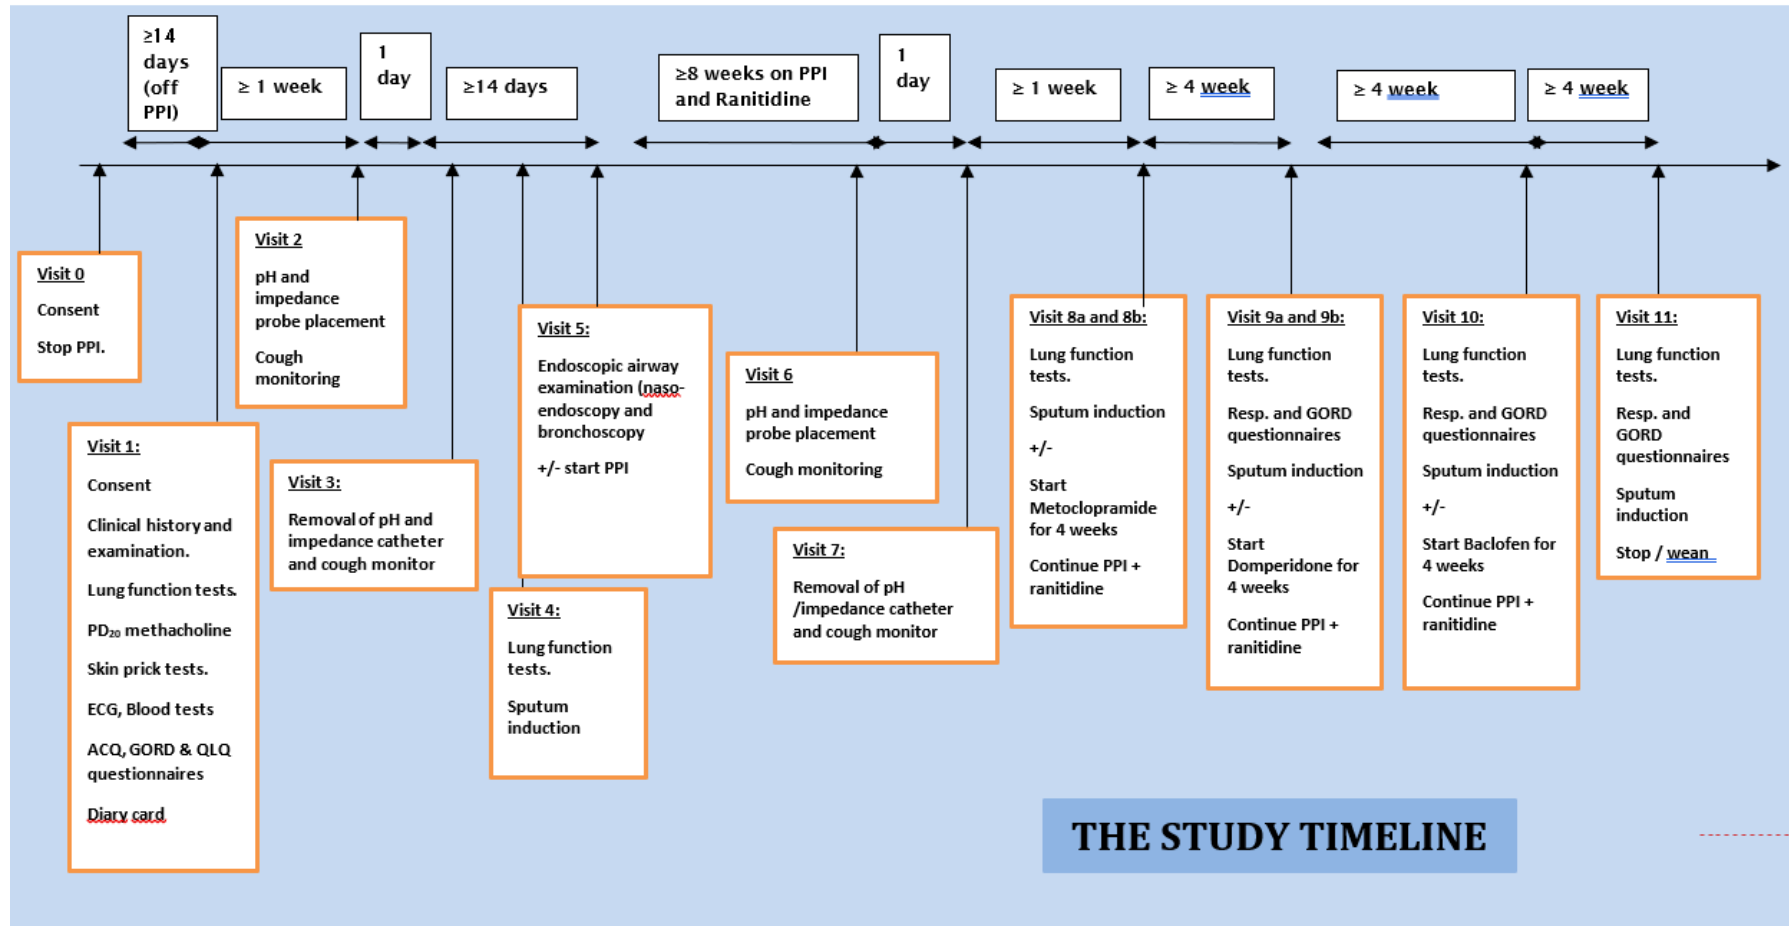 ≥14
days
(off
PPI)
≥ 1 week
1
day
≥14 days
≥8 weeks on PPI
and Ranitidine
1
day
≥ 1 week
≥ 4 week
≥ 4 week
≥ 4 week
Visit 0
Consent
Stop PPI.
Visit 1:
Consent
Clinical history and
examination.
Lung function tests.
PD₂₀ methacholine
Skin prick tests.
ECG, Blood tests
ACQ, GORD & QLQ
questionnaires
Diary card
Visit 2
pH and
impedance
probe placement
Cough
monitoring
Visit 3:
Removal of pH and
impedance catheter
and cough monitor
Visit 4:
Lung function
tests.
Sputum
induction
Visit 5:
Endoscopic airway
examination (naso-
endoscopy and
bronchoscopy
+/- start PPI
Visit 6
pH and impedance
probe placement
Cough monitoring
Visit 7:
Removal of pH
/impedance catheter
and cough monitor
Visit 8a and 8b:
Lung function
tests.
Sputum induction
+/-
Start
Metoclopramide
for 4 weeks
Continue PPI +
ranitidine
Visit 9a and 9b:
Lung function
tests.
Resp. and GORD
questionnaires
Sputum induction
+/-
Start
Domperidone for
4 weeks
Continue PPI +
ranitidine
Visit 10:
Lung function
tests.
Resp. and GORD
questionnaires
Sputum induction
+/-
Start Baclofen for
4 weeks
Continue PPI +
ranitidine
Visit 11:
Lung function
tests.
Resp. and
GORD
questionnaires
Sputum
induction
Stop / wean
THE STUDY TIMELINE